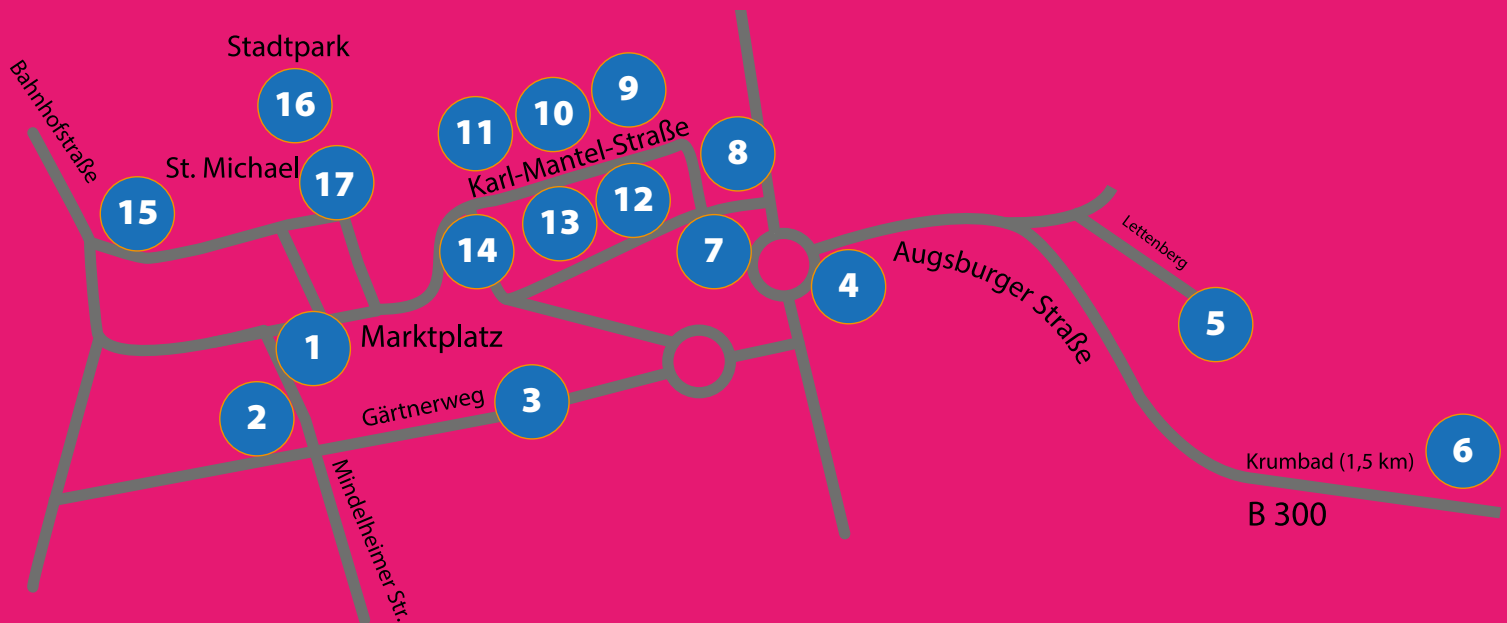 Stadtpark
Bahnhofstraße
16
St. Michael
17
15
11
10
9
Karl-Mantel-Straße
8
12
13
14
7
4
Augsburger Straße
Lettenberg
5
1
Marktplatz
2
Gärtnerweg
3
Mindelheimer Str.
Krumbad (1,5 km)
6
B 300